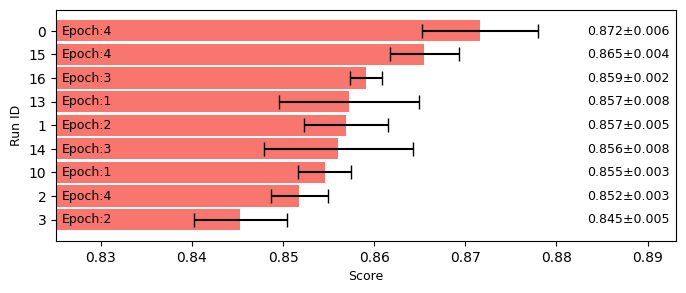 0 Epoch:4 0.872±0.006
15 Epoch:4 0.865±0.004
16 Epoch:3 0.859±0.002
13 Epoch:1 0.857±0.008
1 Epoch:2 0.857±0.005
14 Epoch:3 0.856±0.008
10 Epoch:1 0.855±0.003
2 Epoch:4 0.852±0.003
3 Epoch:2 0.845±0.005
Run ID
0.83 0.84 0.85 0.86 0.87 0.88 0.89
Score